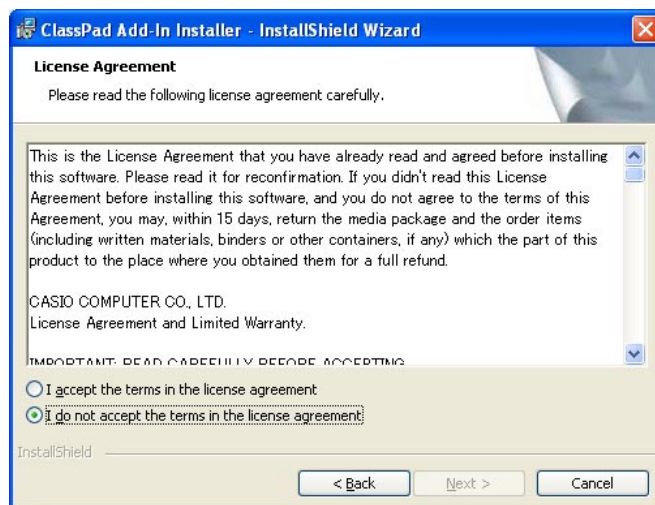 ClassPad Add-In Installer - InstallShield Wizard
License Agreement
Please read the following license agreement carefully.
This is the License Agreement that you have already read and agreed before installing
this software. Please read it for reconfirmation. If you didn't read this License
Agreement before installing this software, and you do not agree to the terms of this
Agreement, you may, within 15 days, return the media package and the order items
(including written materials, binders or other containers, if any) which the part of this
product to the place where you obtained them for a full refund.
CASIO COMPUTER CO., LTD.
License Agreement and Limited Warranty.
IMPORTANT: READ CAREFULLY BEFORE ACCEPTING
I accept the terms in the license agreement
I do not accept the terms in the license agreement
InstallShield
< Back
Next >
Cancel